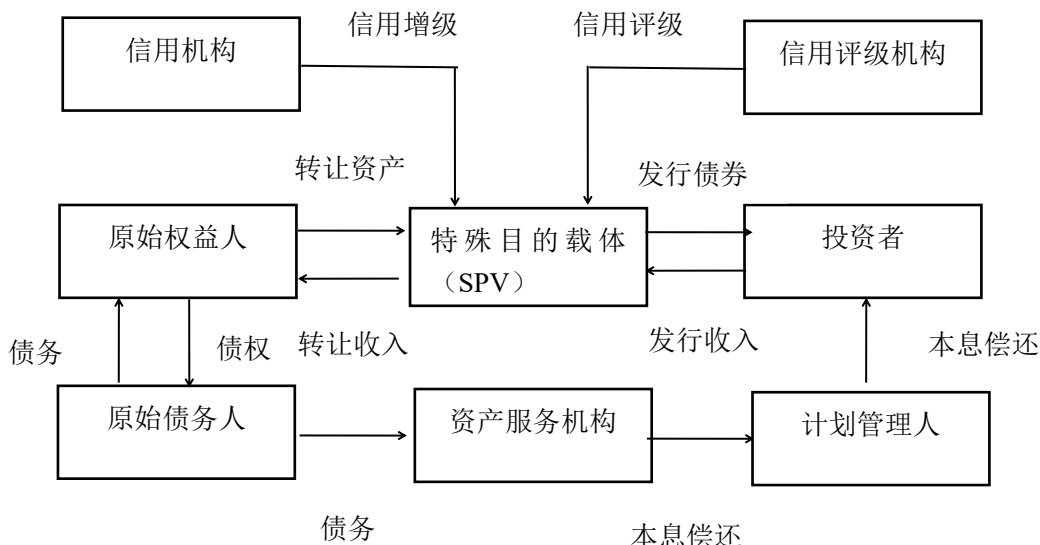 信用增级
信用评级
信用机构
信用评级机构
转让资产
发行债券
原始权益人
特殊目的载体
（SPV）
投资者
债务
债权
转让收入
发行收入
本息偿还
原始债务人
资产服务机构
计划管理人
债务
本息偿还